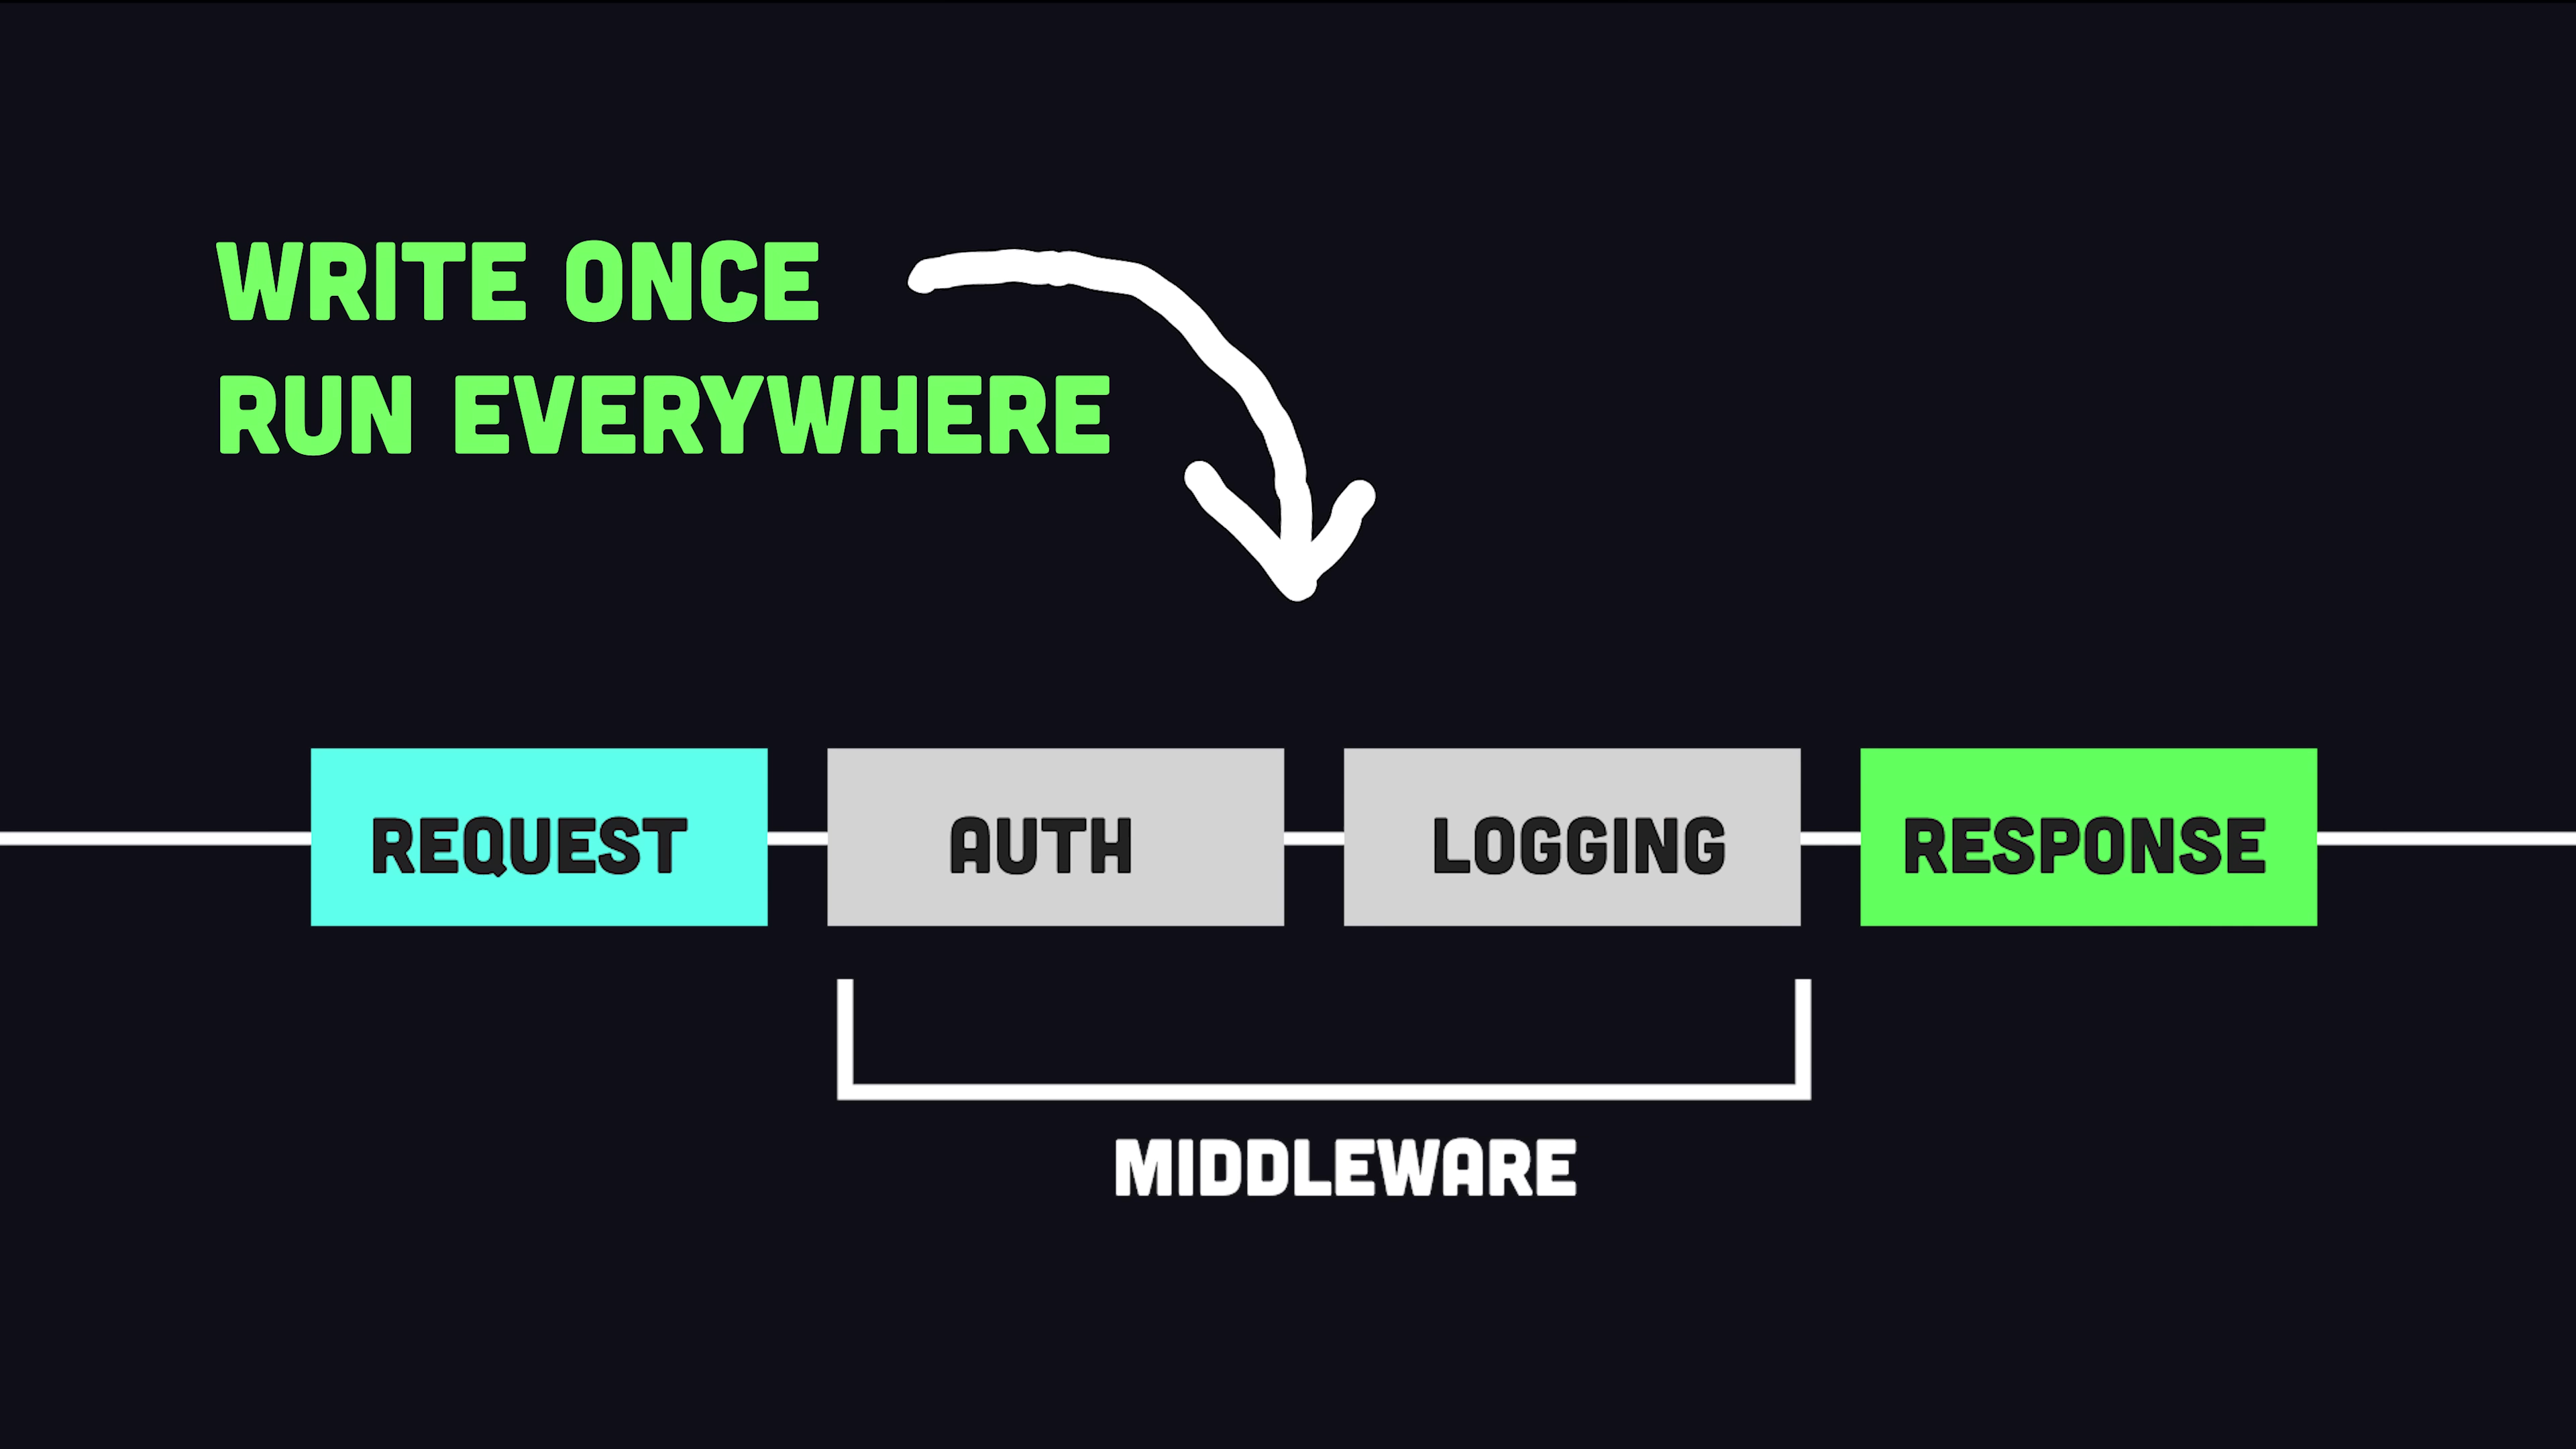 WRITE ONCE
RUN EVERYWHERE
REQUEST
AUTH
LOGGING
RESPONSE
MIDDLEWARE